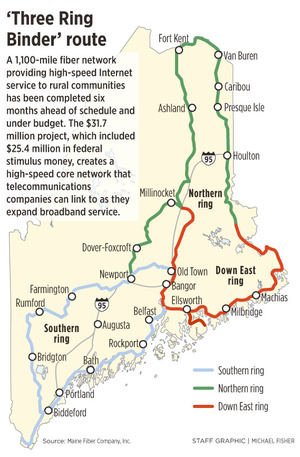 ‘Three Ring
Binder’ route
A 1,100-mile fiber network
providing high-speed Internet
service to rural communities
has been completed six
months ahead of schedule and
under budget. The $31.7
million project, which included
$25.4 million in federal
stimulus money, creates a
high-speed core network that
telecommunications
companies can link to as they
expand broadband service.
Fort Kent
Van Buren
Caribou
Ashland
Presque Isle
95
Houlton
Millinocket
Northern
ring
Dover-Foxcroft
Newport
Old Town
Bangor
Down East
ring
Farmington
Ellsworth
Machias
Rumford
95
Belfast
Milbridge
Southern
ring
Augusta
Rockport
Bridgton
Bath
Portland
Biddeford
Southern ring
Northern ring
Down East ring
Source: Maine Fiber Company, Inc.
STAFF GRAPHIC | MICHAEL FISHER